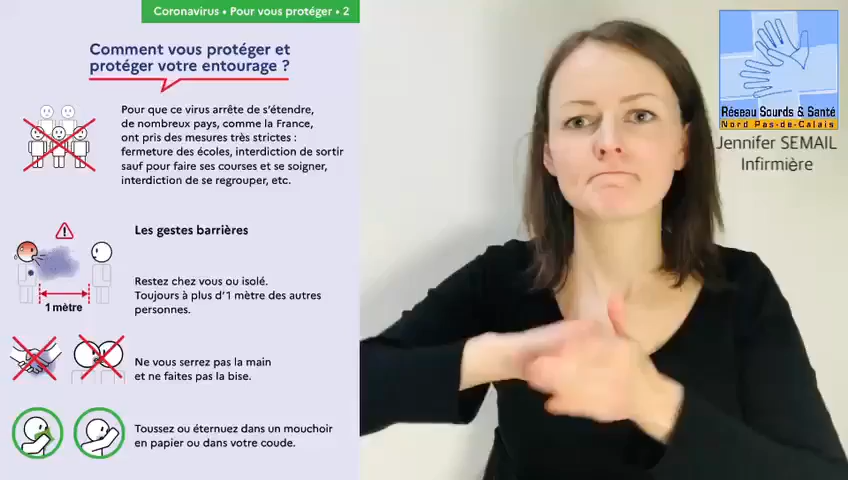 Coronavirus • Pour vous protéger • 2
Comment vous protéger et
protéger votre entourage ?
Pour que ce virus arrête de s'étendre,
de nombreux pays, comme la France,
ont pris des mesures très strictes :
fermeture des écoles, interdiction de sortir
sauf pour faire ses courses et se soigner,
interdiction de se regrouper, etc.
Les gestes barrières
1 mètre
Restez chez vous ou isolé.
Toujours à plus d'1 mètre des autres
personnes.
Ne vous serrez pas la main
et ne faites pas la bise.
Toussez ou éternuez dans un mouchoir
en papier ou dans votre coude.
Réseau Sourds & Santé
Nord Pas-de-Calais
Jennifer SEMAIL
Infirmière